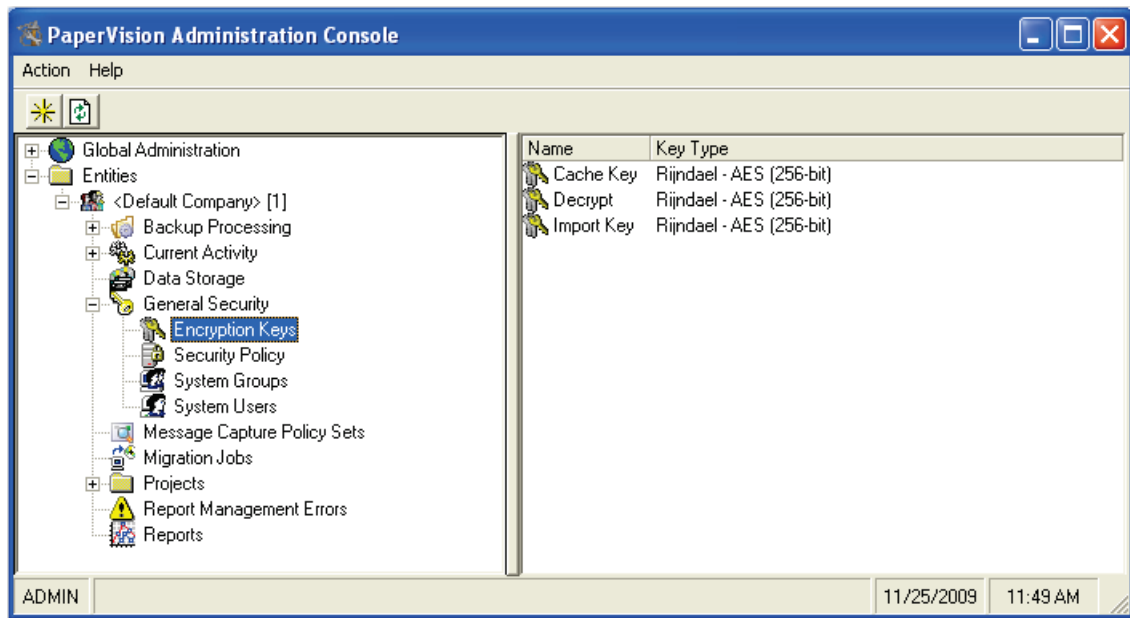 PaperVision Administration Console
Action Help
Global Administration
Entities
<Default Company> [1]
Backup Processing
Current Activity
Data Storage
General Security
Encryption Keys
Security Policy
System Groups
System Users
Message Capture Policy Sets
Migration Jobs
Projects
Report Management Errors
Reports
Name Key Type
Cache Key Rijndael - AES (256-bit)
Decrypt Rijndael - AES (256-bit)
Import Key Rijndael - AES (256-bit)
ADMIN 11/25/2009 11:49 AM